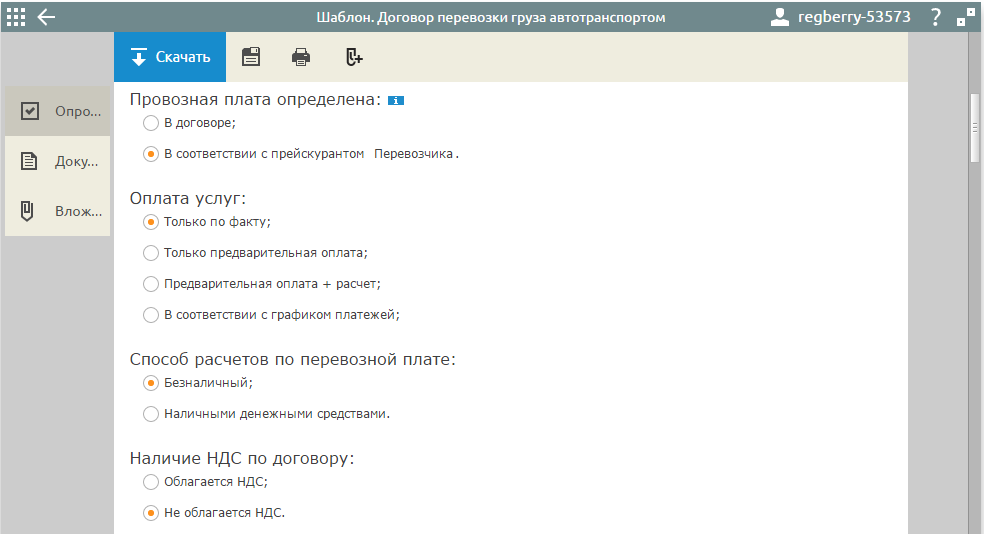 Шаблон. Договор перевозки груза автотранспортом
regberry-53573
?
Скачать
Опро...
Доку...
Влож...
Провозная плата определена: i
В договоре;
В соответствии с прейскурантом Перевозчика.
Оплата услуг:
Только по факту;
Только предварительная оплата;
Предварительная оплата + расчет;
В соответствии с графиком платежей;
Способ расчетов по перевозной плате:
Безналичный;
Наличными денежными средствами.
Наличие НДС по договору:
Облагается НДС;
Не облагается НДС.